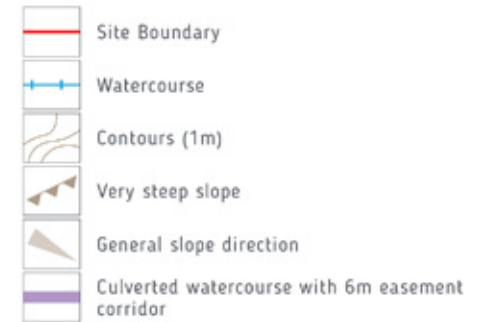 Site Boundary
Watercourse
Contours (1m)
Very steep slope
General slope direction
Culverted watercourse with 6m easement
corridor